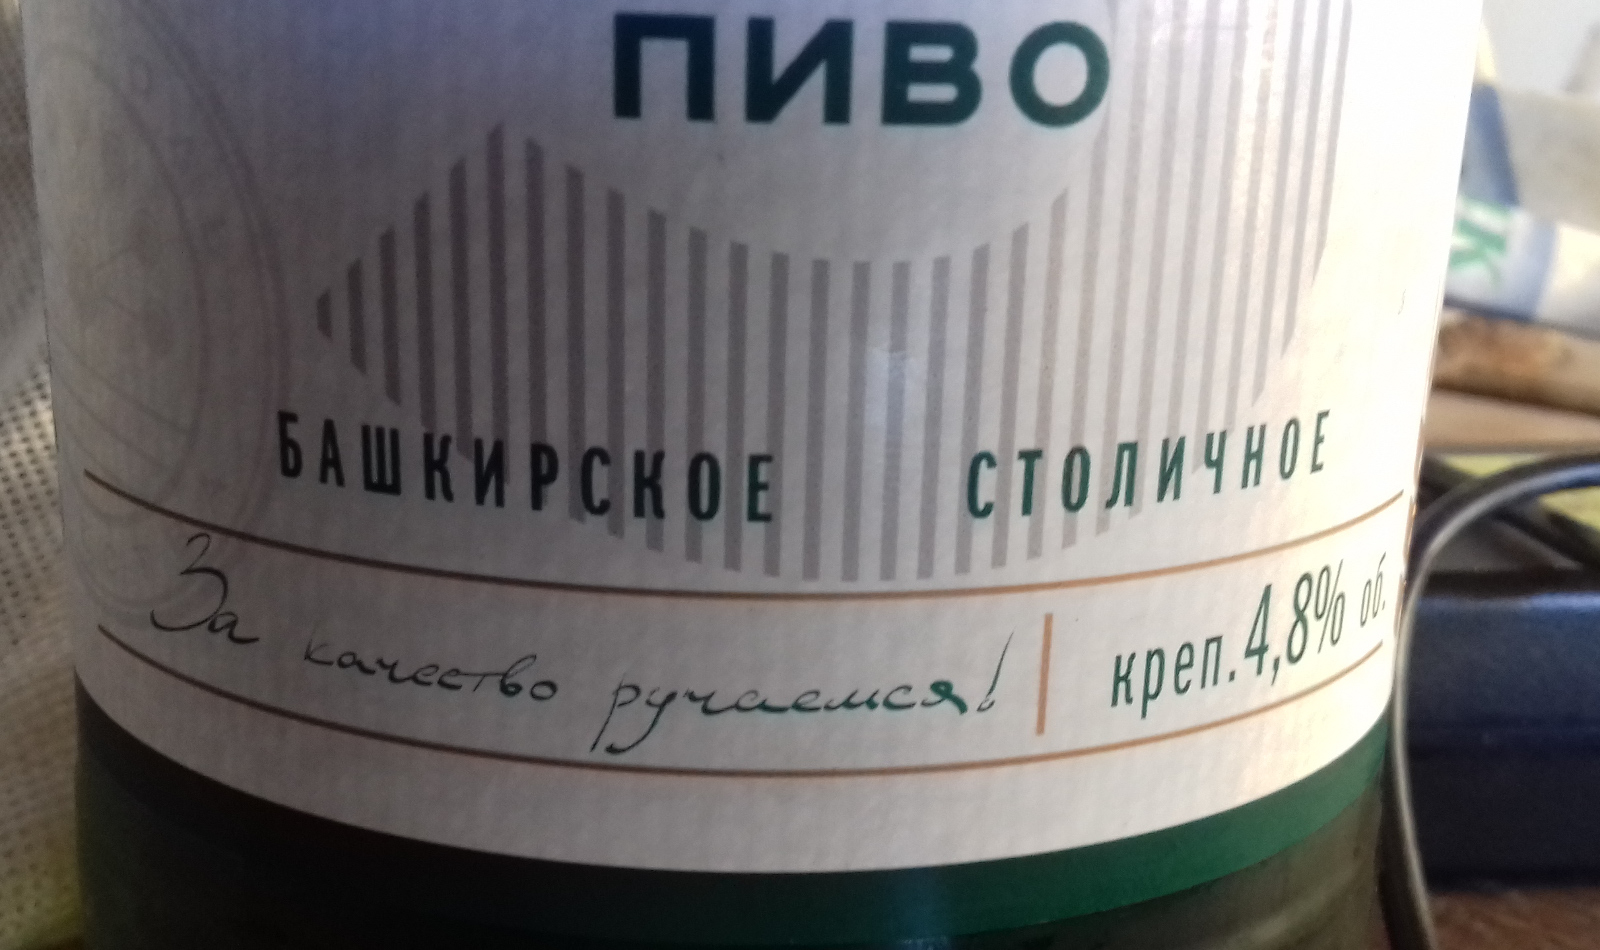 ПИВО
БАШКИРСКОЕ СТОЛИЧНОЕ
За качество ручаемся! креп. 4,8% об.